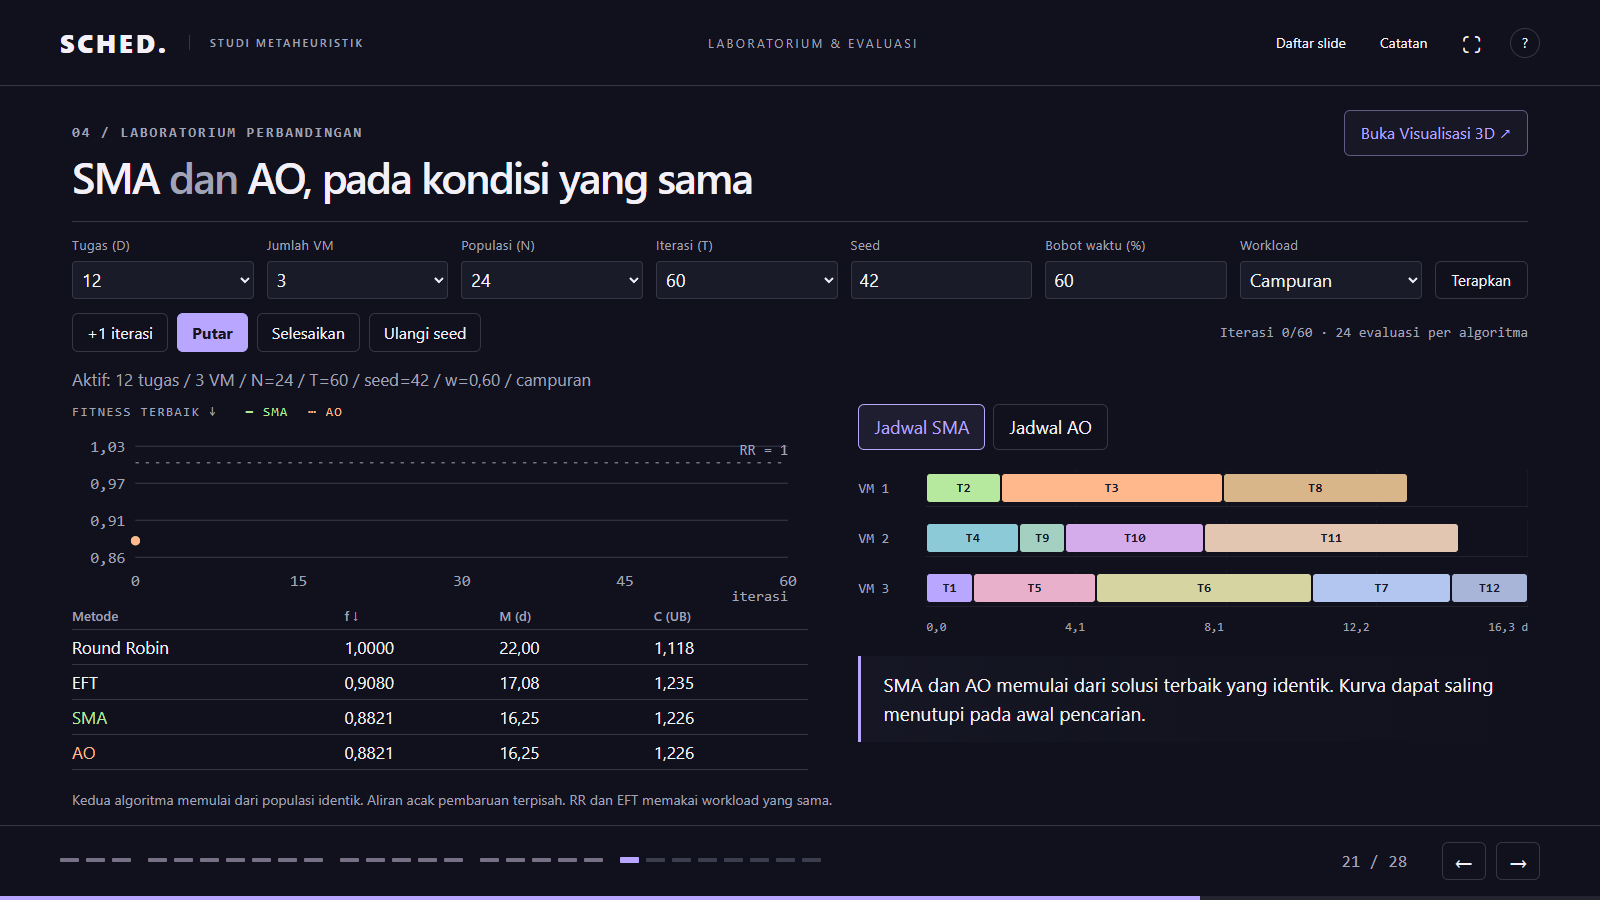 SCHED.
STUDI METAHEURISTIK
LABORATORIUM & EVALUASI
Daftar slide
Catatan
?
04 / LABORATORIUM PERBANDINGAN
Buka Visualisasi 3D ↗
SMA dan AO, pada kondisi yang sama
Tugas (D)
Jumlah VM
Populasi (N)
Iterasi (T)
Seed
Bobot waktu (%)
Workload
12
3
24
60
42
60
Campuran
Terapkan
+1 iterasi
Putar
Selesaikan
Ulangi seed
Iterasi 0/60 · 24 evaluasi per algoritma
Aktif: 12 tugas / 3 VM / N=24 / T=60 / seed=42 / w=0,60 / campuran
FITNESS TERBAIK ↓
SMA
AO
1,03
RR = 1
0,97
0,91
0,86
0
15
30
45
60
iterasi
Metode f↓ M (d) C (UB)
Round Robin 1,0000 22,00 1,118
EFT 0,9080 17,08 1,235
SMA 0,8821 16,25 1,226
AO 0,8821 16,25 1,226
Kedua algoritma memulai dari populasi identik. Aliran acak pembaruan terpisah. RR dan EFT memakai workload yang sama.
Jadwal SMA
Jadwal AO
VM 1 T2 T3 T8
VM 2 T4 T9 T10 T11
VM 3 T1 T5 T6 T7 T12
0,0 4,1 8,1 12,2 16,3 d
SMA dan AO memulai dari solusi terbaik yang identik. Kurva dapat saling
menutupi pada awal pencarian.
21 / 28
← →